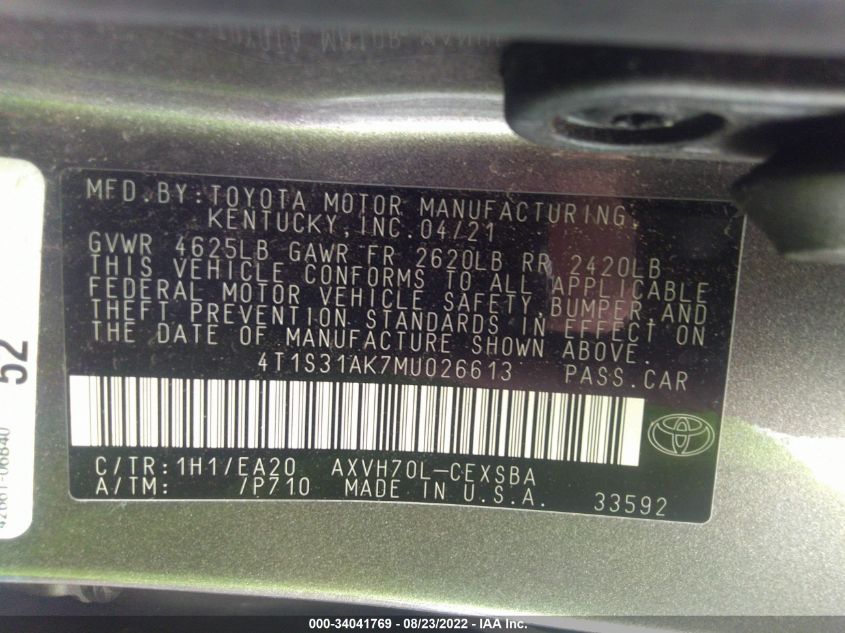 MFD. BY: TOYOTA MOTOR MANUFACTURING,
KENTUCKY, INC. 04/21
GVWR 4625LB GAWR FR 2620LB RR 2420LB
THIS VEHICLE CONFORMS TO ALL APPLICABLE
FEDERAL MOTOR VEHICLE SAFETY, BUMPER, AND
THEFT PREVENTION STANDARDS IN EFFECT ON
THE DATE OF MANUFACTURE SHOWN ABOVE.
4T1S31AK7MU026613 PASS. CAR
C/TR: 1H1/EA20 AXVH70L-CEXSBA
A/TM: /P710 MADE IN U.S.A. 33592
52
42661-06B40
000-34041769 - 08/23/2022 - IAA Inc.